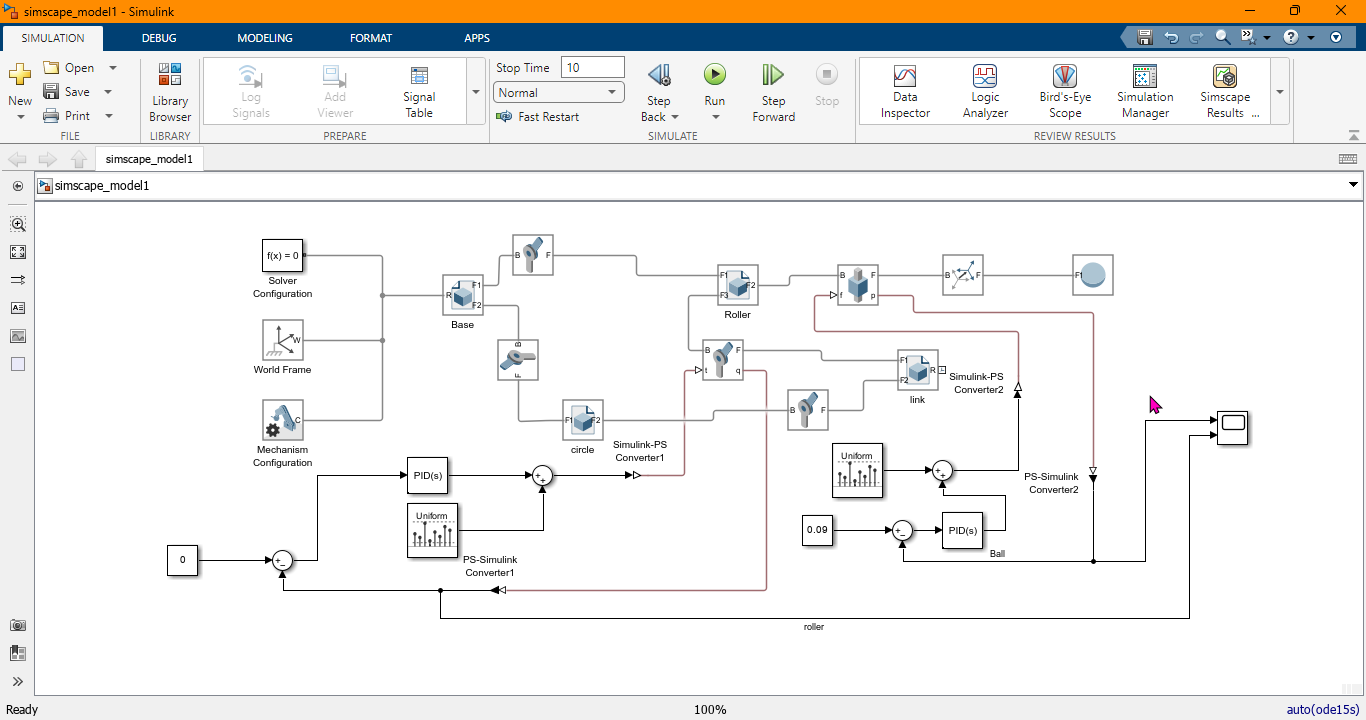 simscape_model1 - Simulink
SIMULATION
DEBUG
MODELING
FORMAT
APPS
New
Open
Save
Print
FILE
Library
Browser
LIBRARY
Log
Signals
Add
Viewer
Signal
Table
PREPARE
Stop Time 10
Normal
Fast Restart
Step
Back
Run
Step
Forward
Stop
SIMULATE
Data
Inspector
Logic
Analyzer
Bird's-Eye
Scope
Simulation
Manager
Simscape
Results ...
REVIEW RESULTS
simscape_model1
simscape_model1
f(x) = 0
Solver
Configuration
W
World Frame
C
Mechanism
Configuration
R
F1
F2
Base
B
F
B
F
F1
F2
circle
F1
F3
F2
Roller
B
F
t
q
B
F
f
p
B
F
F1
F1
F2
R
link
B
F
Simulink-PS
Converter2
Simulink-PS
Converter1
PID(s)
Uniform
PS-Simulink
Converter1
0
Uniform
0.09
PID(s)
Ball
PS-Simulink
Converter2
roller
Ready
100%
auto(ode15s)